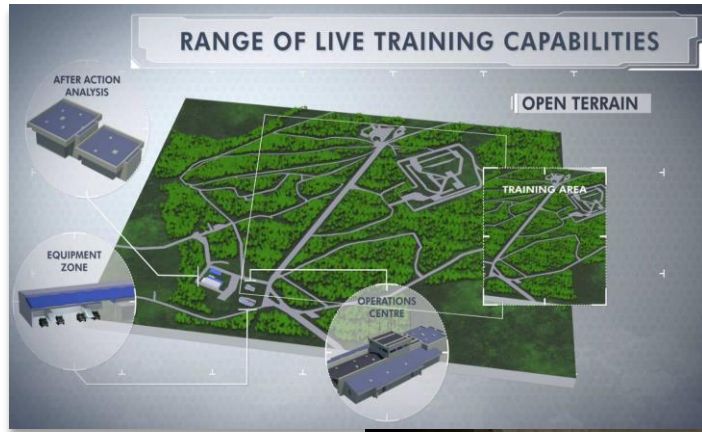 RANGE OF LIVE TRAINING CAPABILITIES
AFTER ACTION
ANALYSIS
OPEN TERRAIN
TRAINING AREA
EQUIPMENT
ZONE
OPERATIONS
CENTRE